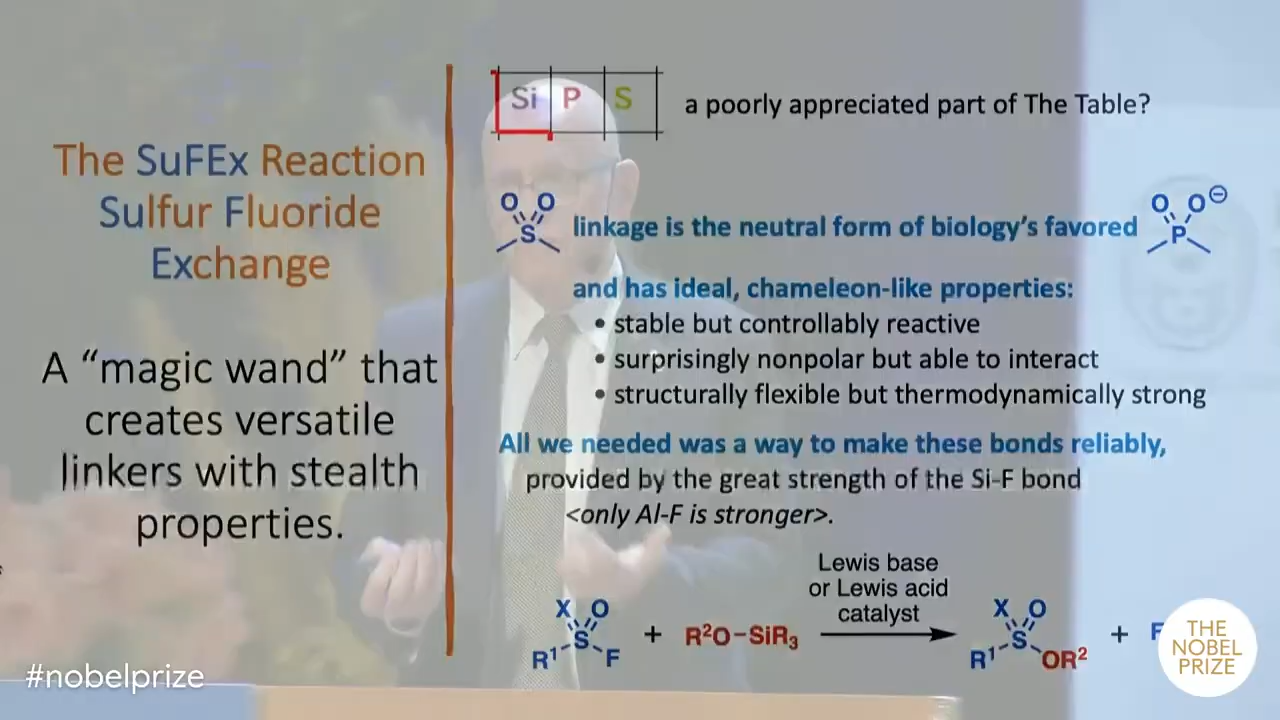 The SuFEx Reaction
Sulfur Fluoride
Exchange
A “magic wand” that
creates versatile
linkers with stealth
properties.
Si P S
a poorly appreciated part of The Table?
O O
S
linkage is the neutral form of biology’s favored
O O⊖
P
and has ideal, chameleon-like properties:
• stable but controllably reactive
• surprisingly nonpolar but able to interact
• structurally flexible but thermodynamically strong
All we needed was a way to make these bonds reliably,
provided by the great strength of the Si-F bond
<only Al-F is stronger>.
X O
R¹ S F
+ R²O–SiR₃
Lewis base
or Lewis acid
catalyst
X O
R¹ S OR²
+ F
#nobelprize
THE
NOBEL
PRIZE